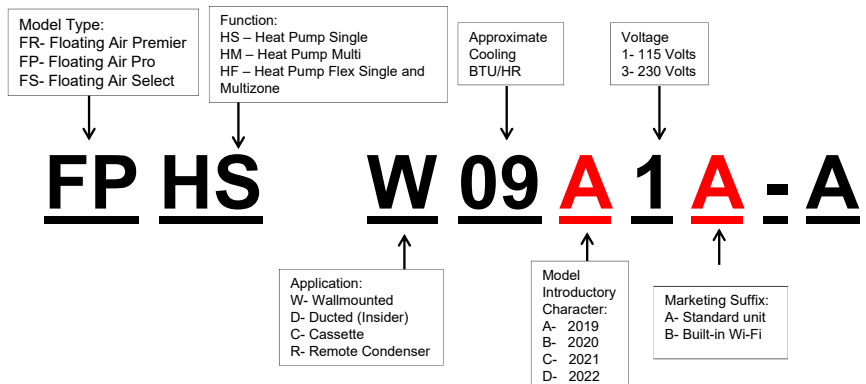 Model Type:
FR- Floating Air Premier
FP- Floating Air Pro
FS- Floating Air Select
Function:
HS – Heat Pump Single
HM – Heat Pump Multi
HF – Heat Pump Flex Single and
Multizone
Approximate
Cooling
BTU/HR
Voltage
1- 115 Volts
3- 230 Volts
FP HS W 09 A 1 A - A
Application:
W- Wallmounted
D- Ducted (Insider)
C- Cassette
R- Remote Condenser
Model
Introductory
Character:
A- 2019
B- 2020
C- 2021
D- 2022
Marketing Suffix:
A- Standard unit
B- Built-in Wi-Fi